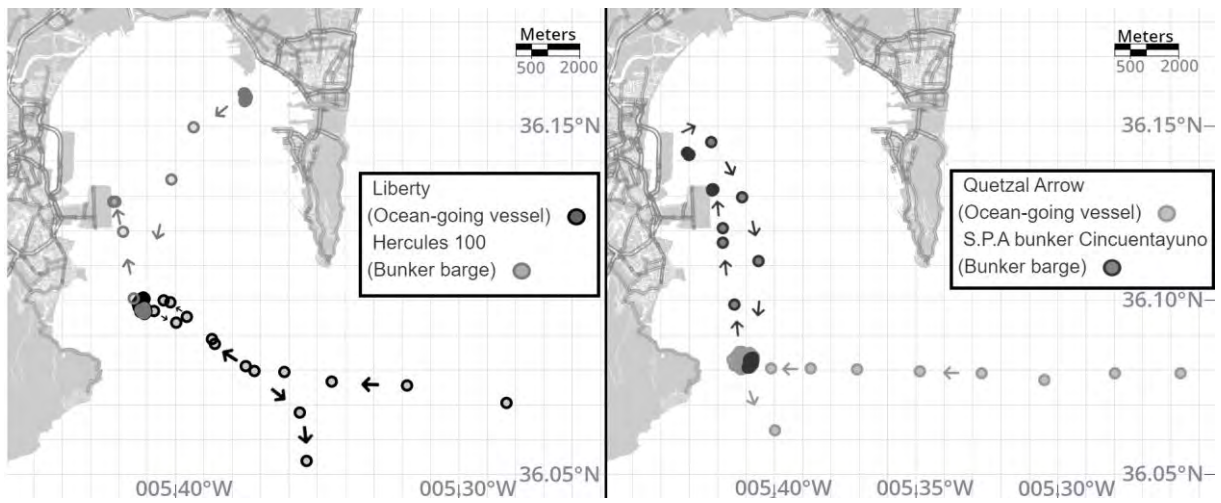 Meters
500 2000
36.15°N
Liberty
(Ocean-going vessel)
Hercules 100
(Bunker barge)
005°40°W
005°30°W
Meters
500 2000
36.15°N
Quetzal Arrow
(Ocean-going vessel)
S.P.A bunker Cincuentayuno
(Bunker barge)
36.10°N
36.05°N
005°40°W
005°35°W
005°30°W